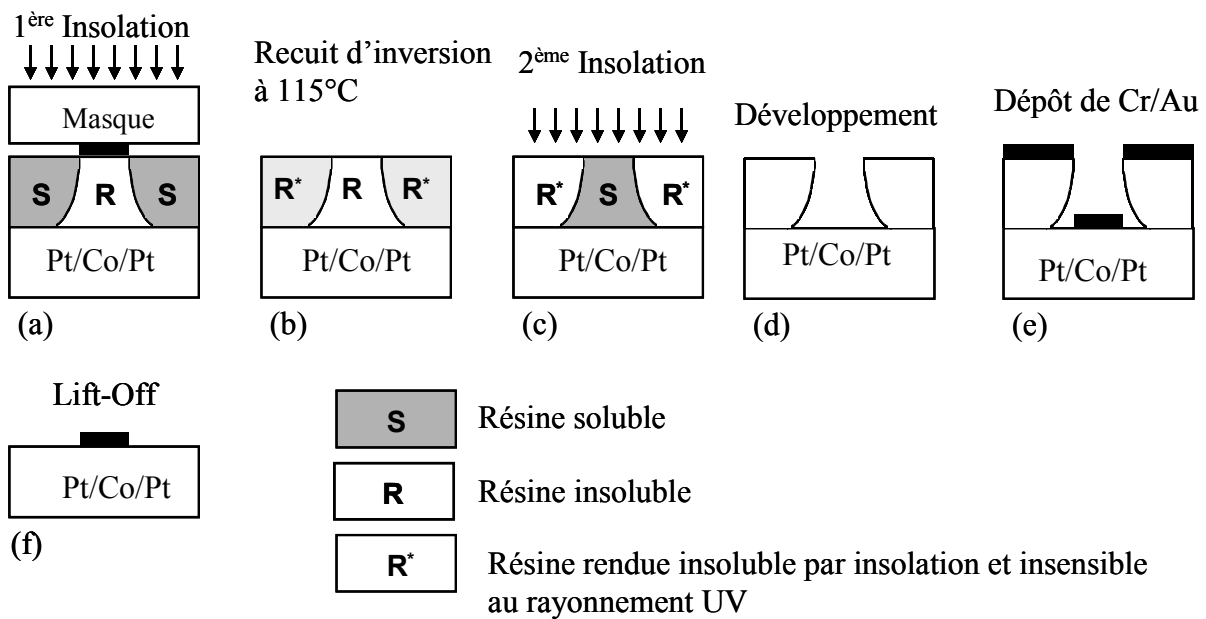 1ère Insolation
Masque
S R S
Pt/Co/Pt
(a)
Recuit d'inversion
à 115°C
R* R R*
Pt/Co/Pt
(b)
2ème Insolation
R* S R*
Pt/Co/Pt
(c)
Développement
Pt/Co/Pt
(d)
Dépôt de Cr/Au
Pt/Co/Pt
(e)
Lift-Off
Pt/Co/Pt
(f)
S Résine soluble
R Résine insoluble
R* Résine rendue insoluble par insolation et insensible
au rayonnement UV